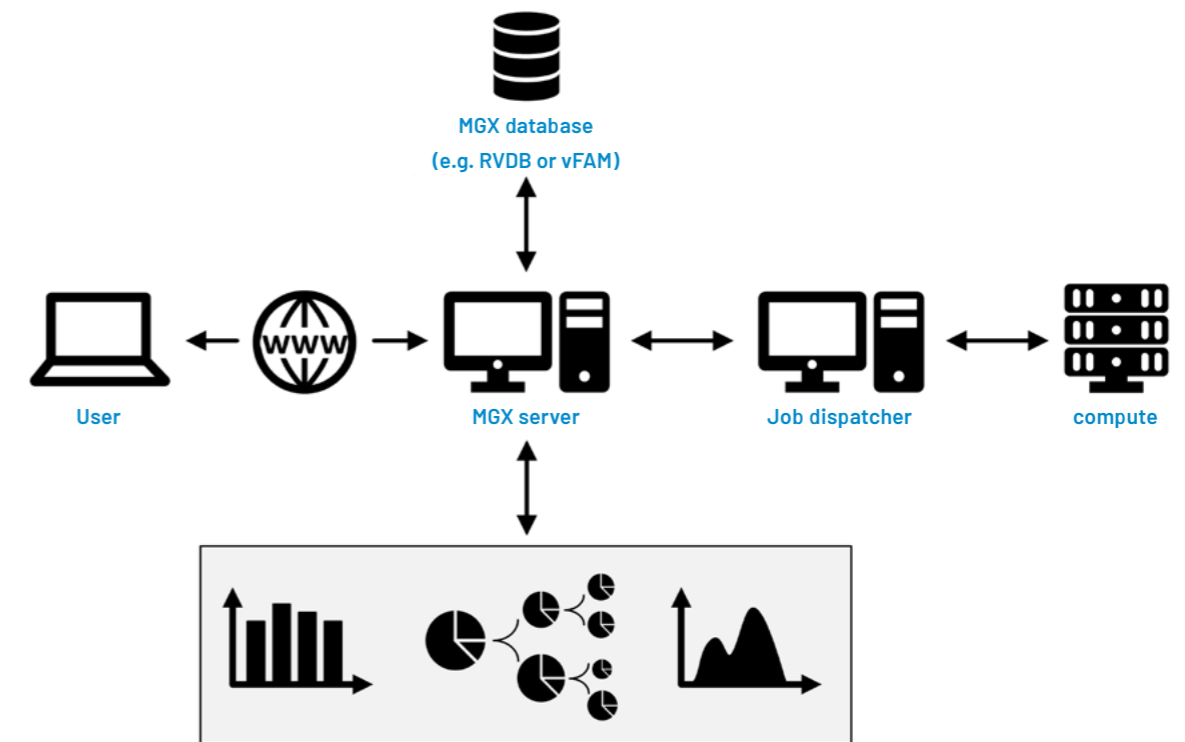 MGX database
(e.g. RVDB or vFAM)
WWW
User
MGX server
Job dispatcher
compute